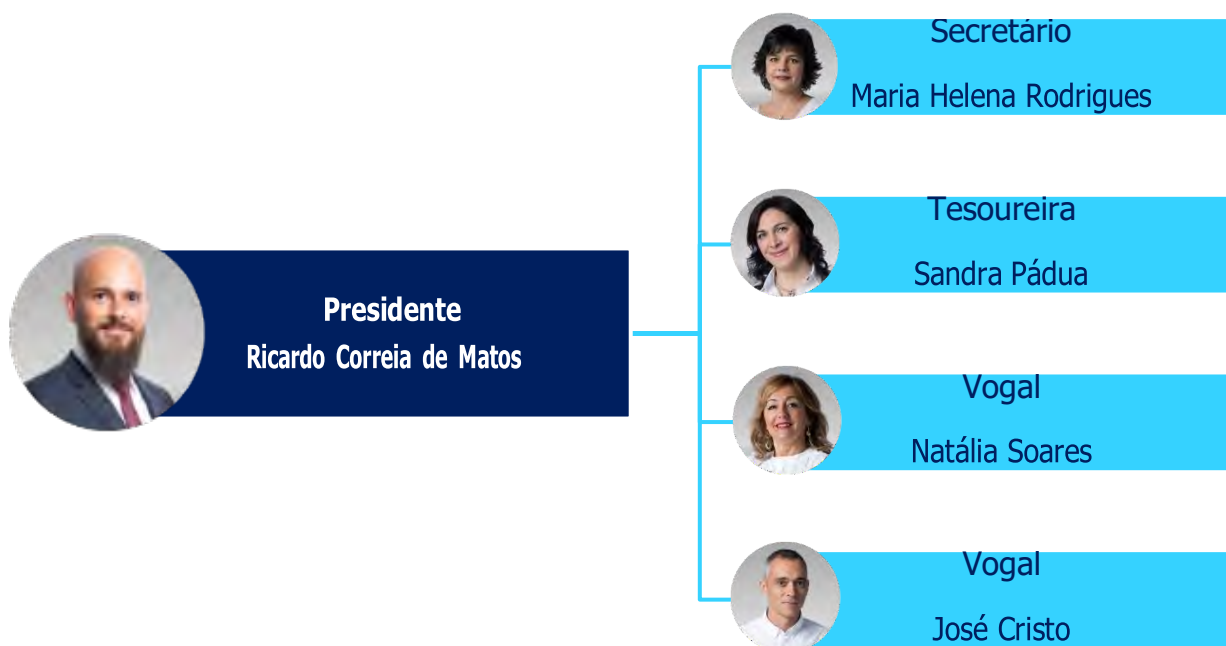 Presidente
Ricardo Correia de Matos
Secretário
Maria Helena Rodrigues
Tesoureira
Sandra Pádua
Vogal
Natália Soares
Vogal
José Cristo